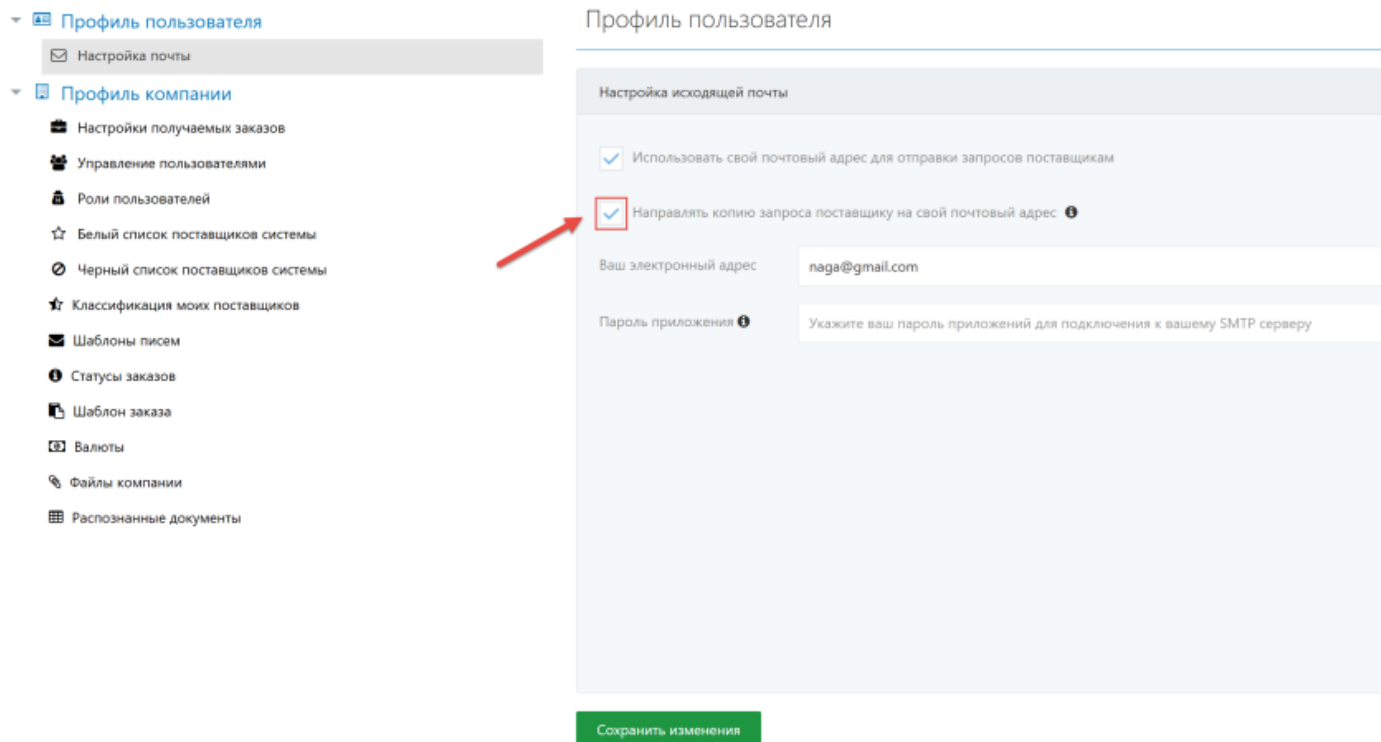 Профиль пользователя
Настройка почты
Профиль компании
Настройки получаемых заказов
Управление пользователями
Роли пользователей
Белый список поставщиков системы
Черный список поставщиков системы
Классификация моих поставщиков
Шаблоны писем
Статусы заказов
Шаблон заказа
Валюты
Файлы компании
Распознанные документы
Профиль пользователя
Настройка исходящей почты
Использовать свой почтовый адрес для отправки запросов поставщикам
Направлять копию запроса поставщику на свой почтовый адрес
Ваш электронный адрес naga@gmail.com
Пароль приложения Укажите ваш пароль приложений для подключения к вашему SMTP серверу
Сохранить изменения